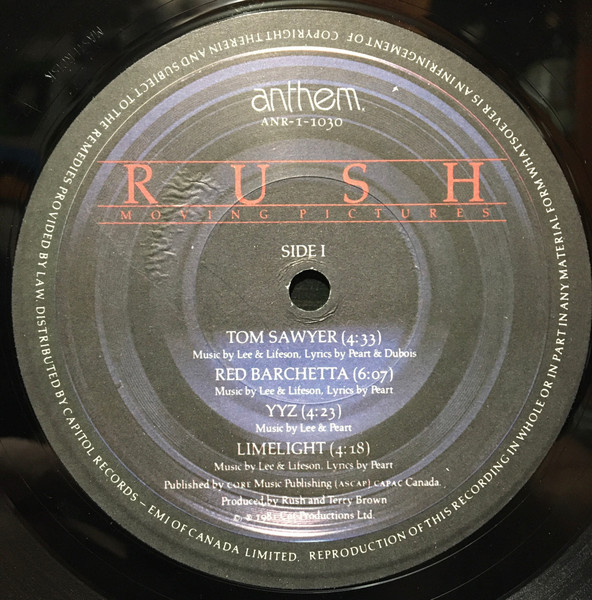 anthem.
ANR-1-1030
RUSH
MOVING PICTURES
SIDE I
TOM SAWYER (4:33)
Music by Lee & Lifeson, Lyrics by Peart & Dubois
RED BARCHETTA (6:07)
Music by Lee & Lifeson, Lyrics by Peart
YYZ (4:23)
Music by Lee & Peart
LIMELIGHT (4:18)
Music by Lee & Lifeson. Lyrics by Peart
Published by CORE Music Publishing (ASCAP) CAPAC Canada.
Produced by Rush and Terry Brown
1981 Productions Ltd.
DISTRIBUTED BY CAPITOL RECORDS – EMI OF CANADA LIMITED. REPRODUCTION OF THIS RECORDING IN WHOLE OR IN PART IN ANY MATERIAL FORM WHATSOEVER IS AN INFRINGEMENT OF COPYRIGHT THEREIN AND SUBJECT TO THE REMEDIES PROVIDED BY LAW.